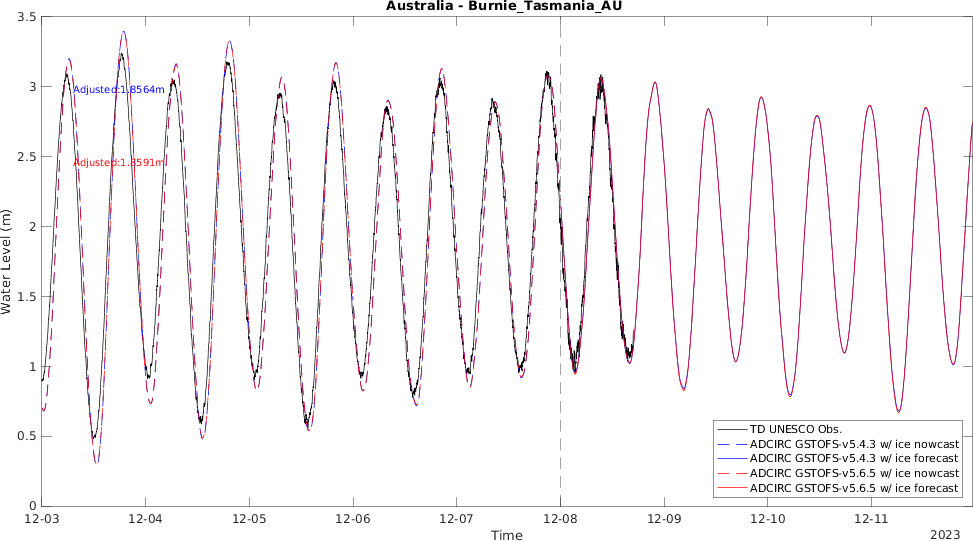 Australia - Burnie_Tasmania_AU
3.5
3
2.5
2
1.5
1
0.5
0
Water Level (m)
Adjusted:1.8564m
Adjusted:1.8591m
TD UNESCO Obs.
ADCIRC GSTOFS-v5.4.3 w/ ice nowcast
ADCIRC GSTOFS-v5.4.3 w/ ice forecast
ADCIRC GSTOFS-v5.6.5 w/ ice nowcast
ADCIRC GSTOFS-v5.6.5 w/ ice forecast
12-03 12-04 12-05 12-06 12-07 12-08 12-09 12-10 12-11
Time
2023